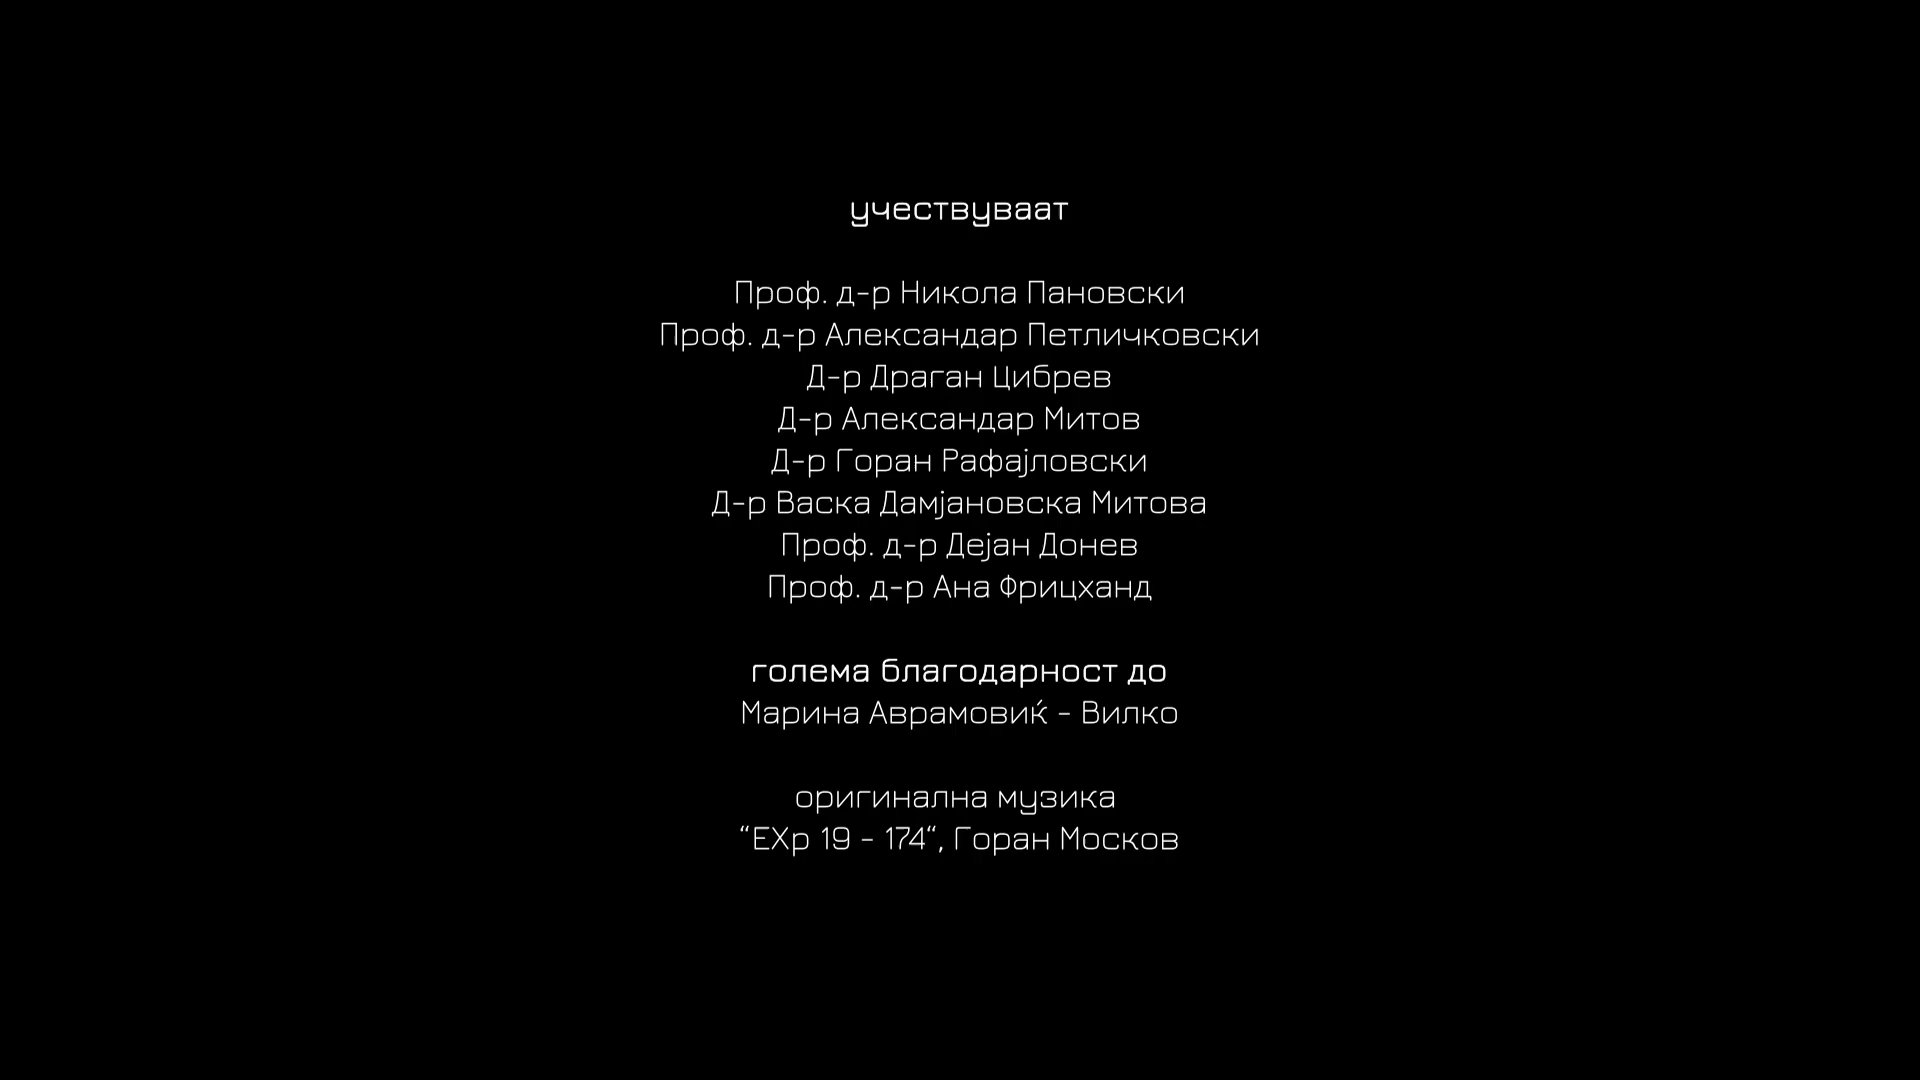 учествуваат
Проф. д-р Никола Пановски
Проф. д-р Александар Петличковски
Д-р Драган Цибрев
Д-р Александар Митов
Д-р Горан Рафајловски
Д-р Васка Дамјановска Митова
Проф. д-р Дејан Донев
Проф. д-р Ана Фрицханд
голема благодарност до
Марина Аврамовиќ - Вилко
оригинална музика
“EXp 19 - 174“, Горан Москов